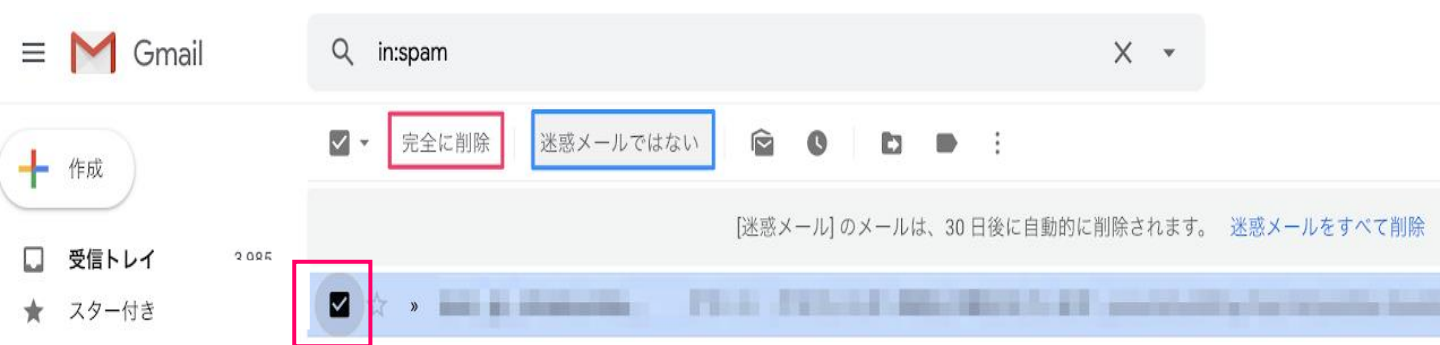 Gmail
in:spam
完全に削除 迷惑メールではない
作成
[迷惑メール] のメールは、30 日後に自動的に削除されます。 迷惑メールをすべて削除
受信トレイ
スター付き
»